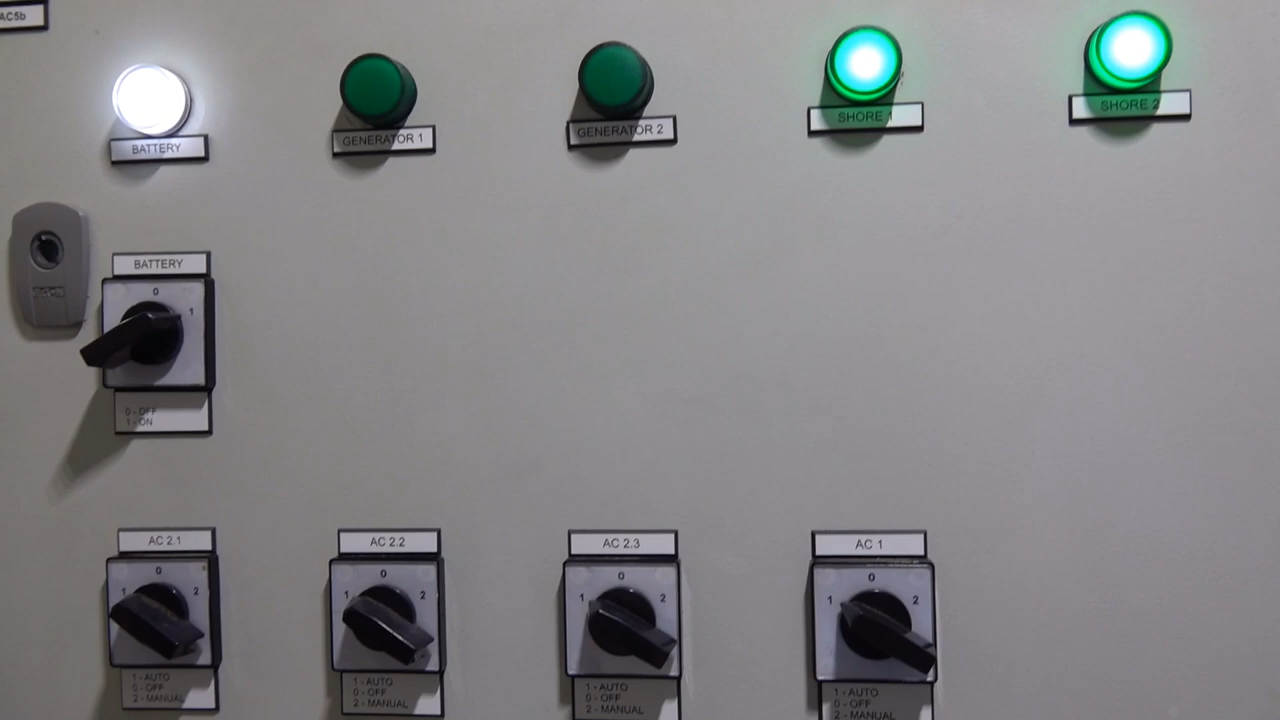 AC5b
BATTERY
GENERATOR 1
GENERATOR 2
SHORE 1
SHORE 2
BATTERY
0
1
0 - OFF
1 - ON
AC 2.1
0
1 2
1 - AUTO
0 - OFF
2 - MANUAL
AC 2.2
0
1 2
1 - AUTO
0 - OFF
2 - MANUAL
AC 2.3
0
1 2
1 - AUTO
0 - OFF
2 - MANUAL
AC 1
0
1 2
1 - AUTO
0 - OFF
2 - MANUAL